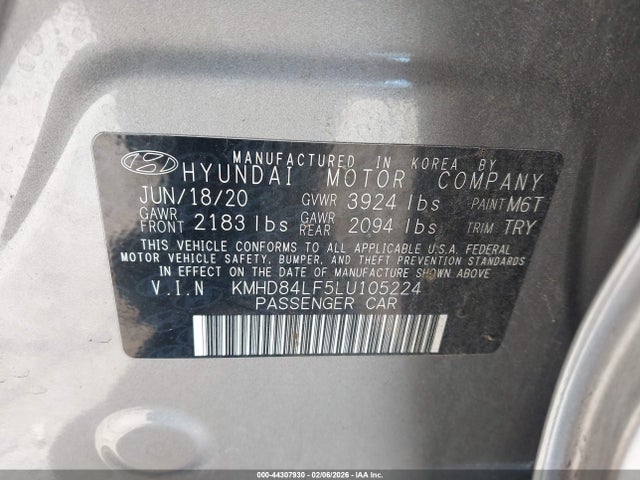 MANUFACTURED IN KOREA BY
HYUNDAI MOTOR COMPANY
JUN/18/20 GVWR 3924 lbs PAINT M6T
GAWR FRONT 2183 lbs GAWR REAR 2094 lbs TRIM TRY
THIS VEHICLE CONFORMS TO ALL APPLICABLE U.S.A. FEDERAL
MOTOR VEHICLE SAFETY, BUMPER, AND THEFT PREVENTION STANDARDS
IN EFFECT ON THE DATE OF MANUFACTURE SHOWN ABOVE.
V.I.N KMHD84LF5LU105224
PASSENGER CAR
000-44307930 - 02/06/2026 - IAAI.COM